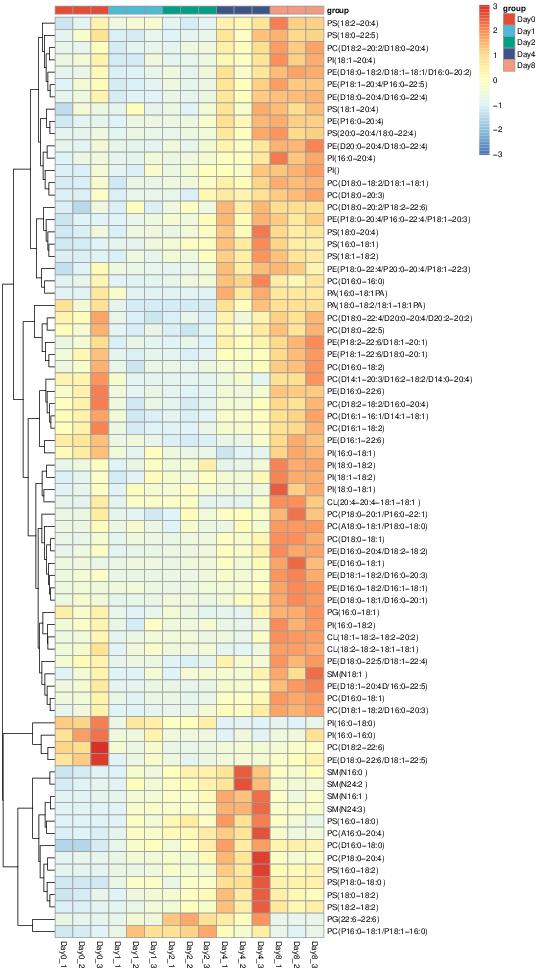 group
PS(18:2−20:4)
PS(18:0−22:5)
PC(D18:2−20:2/D18:0−20:4)
PI(18:1−20:4)
PE(D18:0−18:2/D18:1−18:1/D16:0−20:2)
PE(P18:1−20:4/P16:0−22:5)
PE(D18:0−20:4/D16:0−22:4)
PS(18:1−20:4)
PE(P16:0−20:4)
PS(20:0−20:4/18:0−22:4)
PE(D20:0−20:4/D18:0−22:4)
PI(16:0−20:4)
PI()
PC(D18:0−18:2/D18:1−18:1)
PC(D18:0−20:3)
PC(D18:0−20:2/P18:2−22:6)
PE(P18:0−20:4/P16:0−22:4/P18:1−20:3)
PS(18:0−20:4)
PS(16:0−18:1)
PS(18:1−18:2)
PE(P18:0−22:4/P20:0−20:4/P18:1−22:3)
PC(D16:0−16:0)
PA(16:0−18:1PA)
PA(18:0−18:2/18:1−18:1PA)
PC(D18:0−22:4/D20:0−20:4/D20:2−20:2)
PC(D18:0−22:5)
PE(P18:2−22:6/D18:1−20:1)
PE(P18:1−22:6/D18:0−20:1)
PC(D16:0−18:2)
PC(D14:1−20:3/D16:2−18:2/D14:0−20:4)
PE(D16:0−22:6)
PC(D18:2−18:2/D16:0−20:4)
PC(D16:1−16:1/D14:1−18:1)
PC(D16:1−18:2)
PE(D16:1−22:6)
PI(16:0−18:1)
PI(18:0−18:2)
PI(18:1−18:2)
PI(18:0−18:1)
CL(20:4−20:4−18:1−18:1 )
PC(P18:0−20:1/P16:0−22:1)
PC(A18:0−18:1/P18:0−18:0)
PC(D18:0−18:1)
PE(D16:0−20:4/D18:2−18:2)
PE(D16:0−18:1)
PE(D18:1−18:2/D16:0−20:3)
PE(D16:0−18:2/D16:1−18:1)
PE(D18:0−18:1/D16:0−20:1)
PG(16:0−18:1)
PI(16:0−18:2)
CL(18:1−18:2−18:2−20:2)
CL(18:2−18:2−18:1−18:1)
PE(D18:0−22:5/D18:1−22:4)
SM(N18:1 )
PE(D18:1−20:4D/16:0−22:5)
PC(D16:0−18:1)
PC(D18:1−18:2/D16:0−20:3)
PI(16:0−18:0)
PI(16:0−16:0)
PC(D18:2−22:6)
PE(D18:0−22:6/D18:1−22:5)
SM(N16:0 )
SM(N24:2 )
SM(N16:1 )
SM(N24:3)
PS(16:0−18:0)
PC(A16:0−20:4)
PC(D16:0−18:0)
PC(P18:0−20:4)
PS(16:0−18:2)
PS(P18:0−18:0 )
PS(18:0−18:2)
PS(18:2−18:2)
PG(22:6−22:6)
PC(P16:0−18:1/P18:1−16:0)
Day0_1
Day0_2
Day0_3
Day1_1
Day1_2
Day1_3
Day2_1
Day2_2
Day2_3
Day4_1
Day4_2
Day4_3
Day8_1
Day8_2
Day8_3
3
2
1
0
−1
−2
−3
group
Day0
Day1
Day2
Day4
Day8